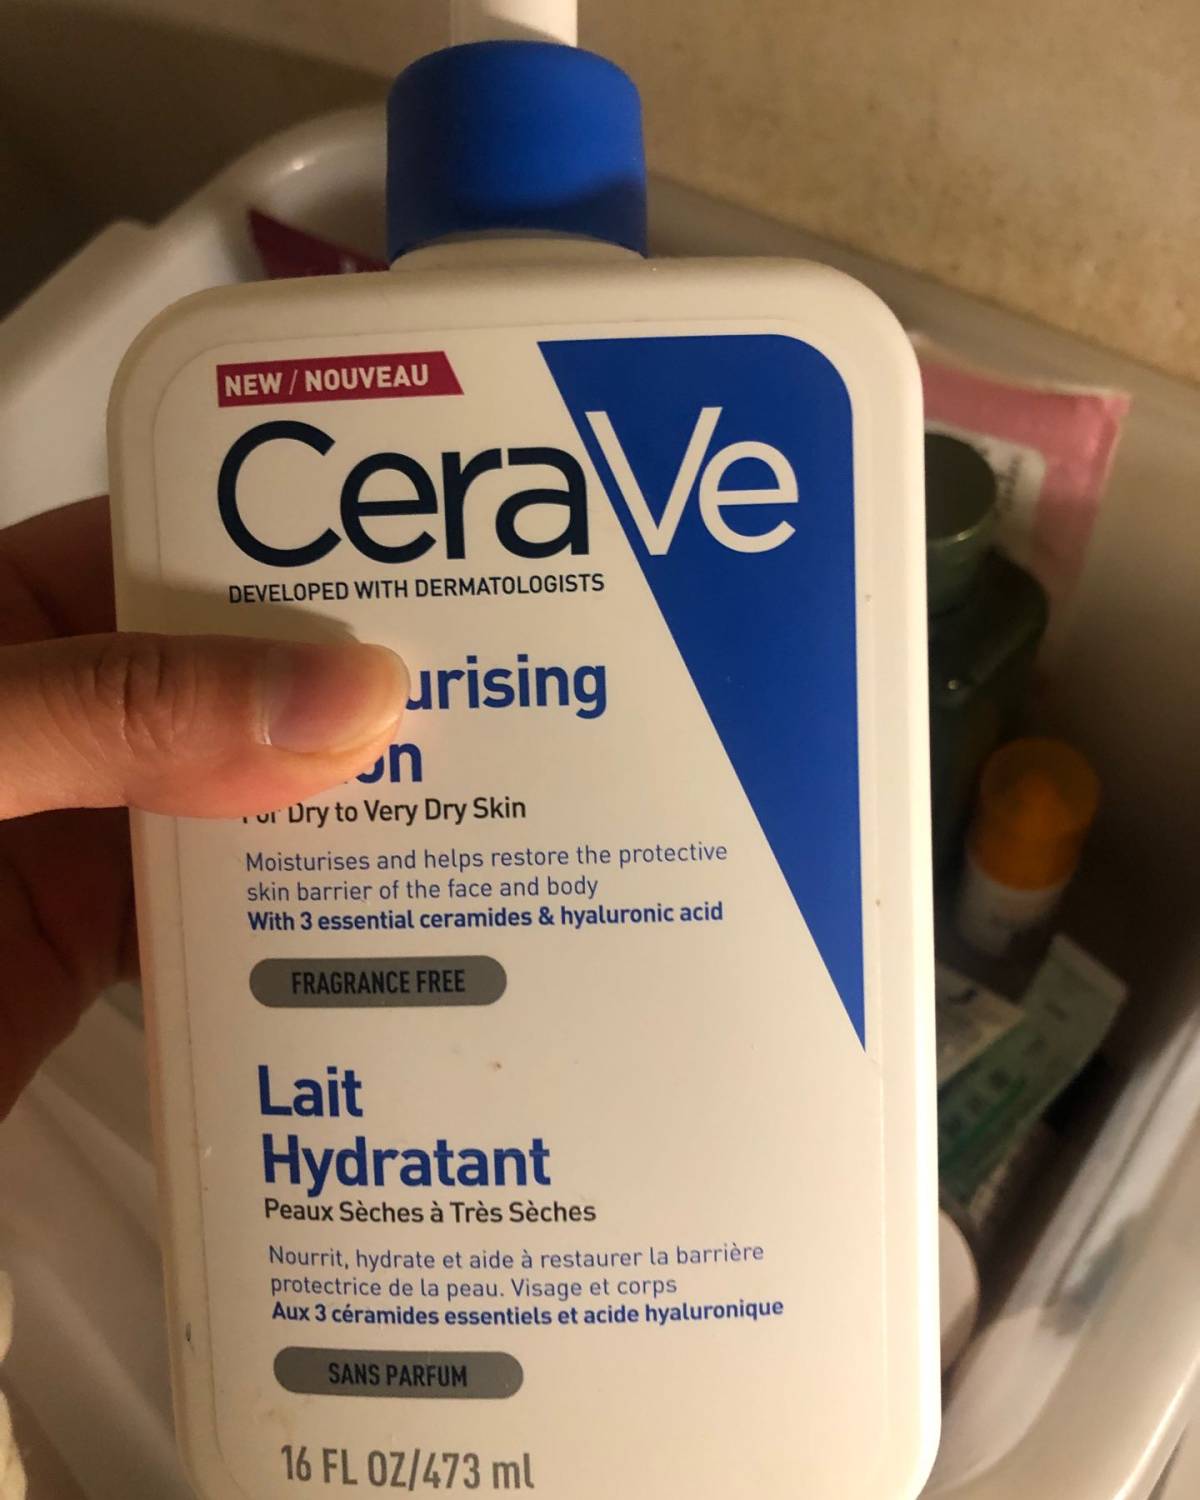 NEW / NOUVEAU
CeraVe
DEVELOPED WITH DERMATOLOGISTS
urising
on
For Dry to Very Dry Skin
Moisturises and helps restore the protective
skin barrier of the face and body
With 3 essential ceramides & hyaluronic acid
FRAGRANCE FREE
Lait
Hydratant
Peaux Sèches à Très Sèches
Nourrit, hydrate et aide à restaurer la barrière
protectrice de la peau. Visage et corps
Aux 3 céramides essentiels et acide hyaluronique
SANS PARFUM
16 FL OZ/473 ml